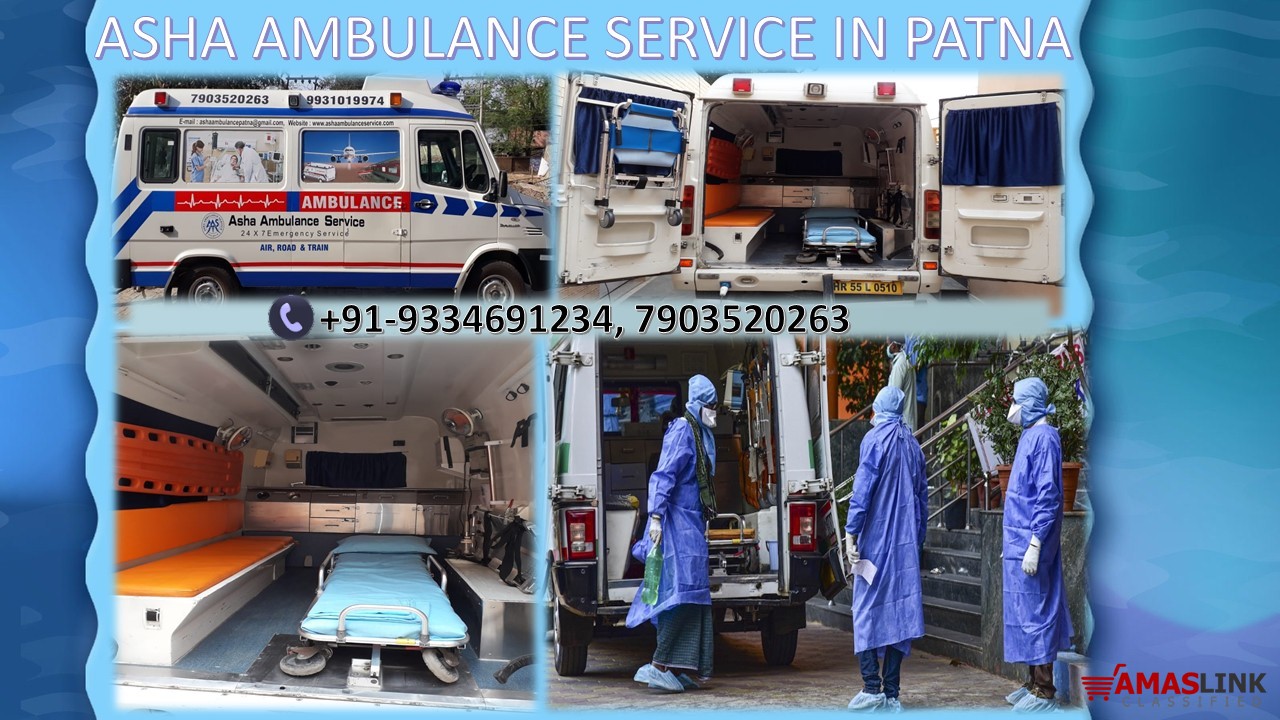 ASHA AMBULANCE SERVICE IN PATNA
7903520263 9931019974
E-mail : ashaambulancepatna@gmail.com, Website : www.ashaambulanceservice.com
AMBULANCE
Asha Ambulance Service
24 X 7 Emergency Service
AIR, ROAD & TRAIN
HR 55 L 0510
+91-9334691234, 7903520263
AMASLINK
CLASSIFIED